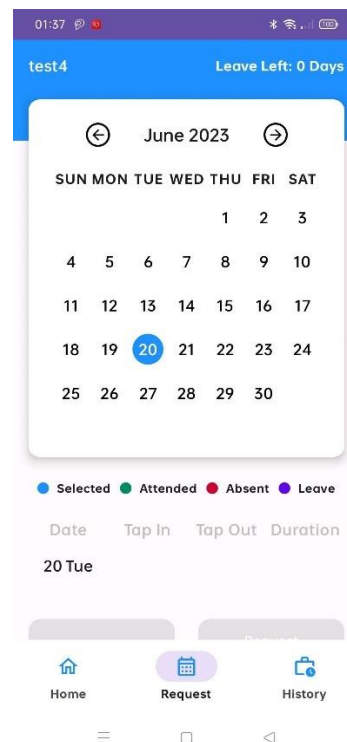 01:37
test4 Leave Left: 0 Days
June 2023
SUN MON TUE WED THU FRI SAT
1 2 3
4 5 6 7 8 9 10
11 12 13 14 15 16 17
18 19 20 21 22 23 24
25 26 27 28 29 30
Selected Attended Absent Leave
Date Tap In Tap Out Duration
20 Tue
Request
Home Request History